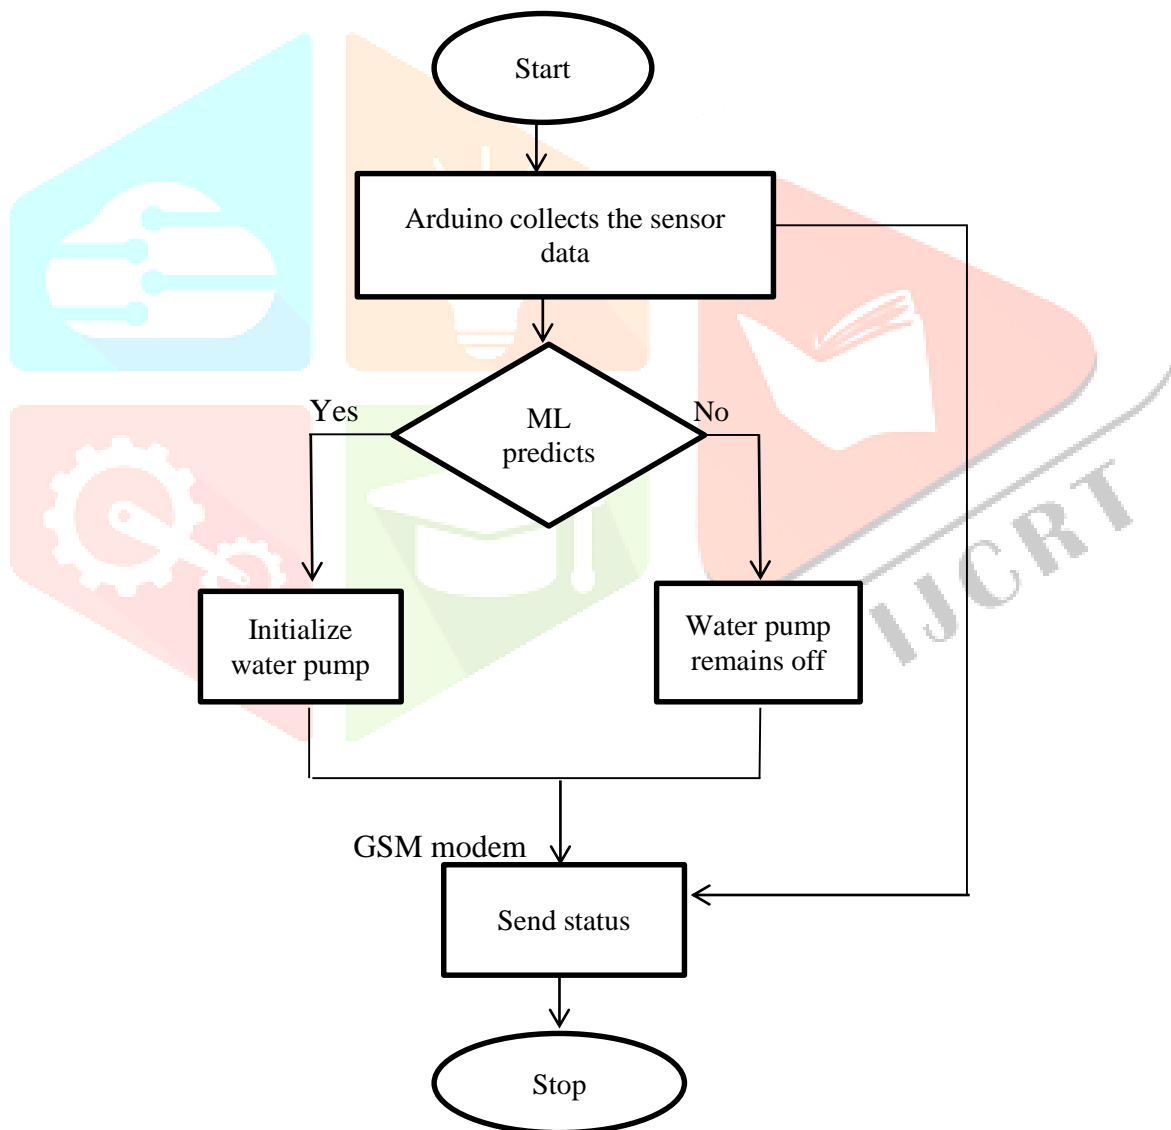 Start
Arduino collects the sensor
data
Yes
ML
predicts
No
Initialize
water pump
Water pump
remains off
IJCRT
GSM modem
Send status
Stop